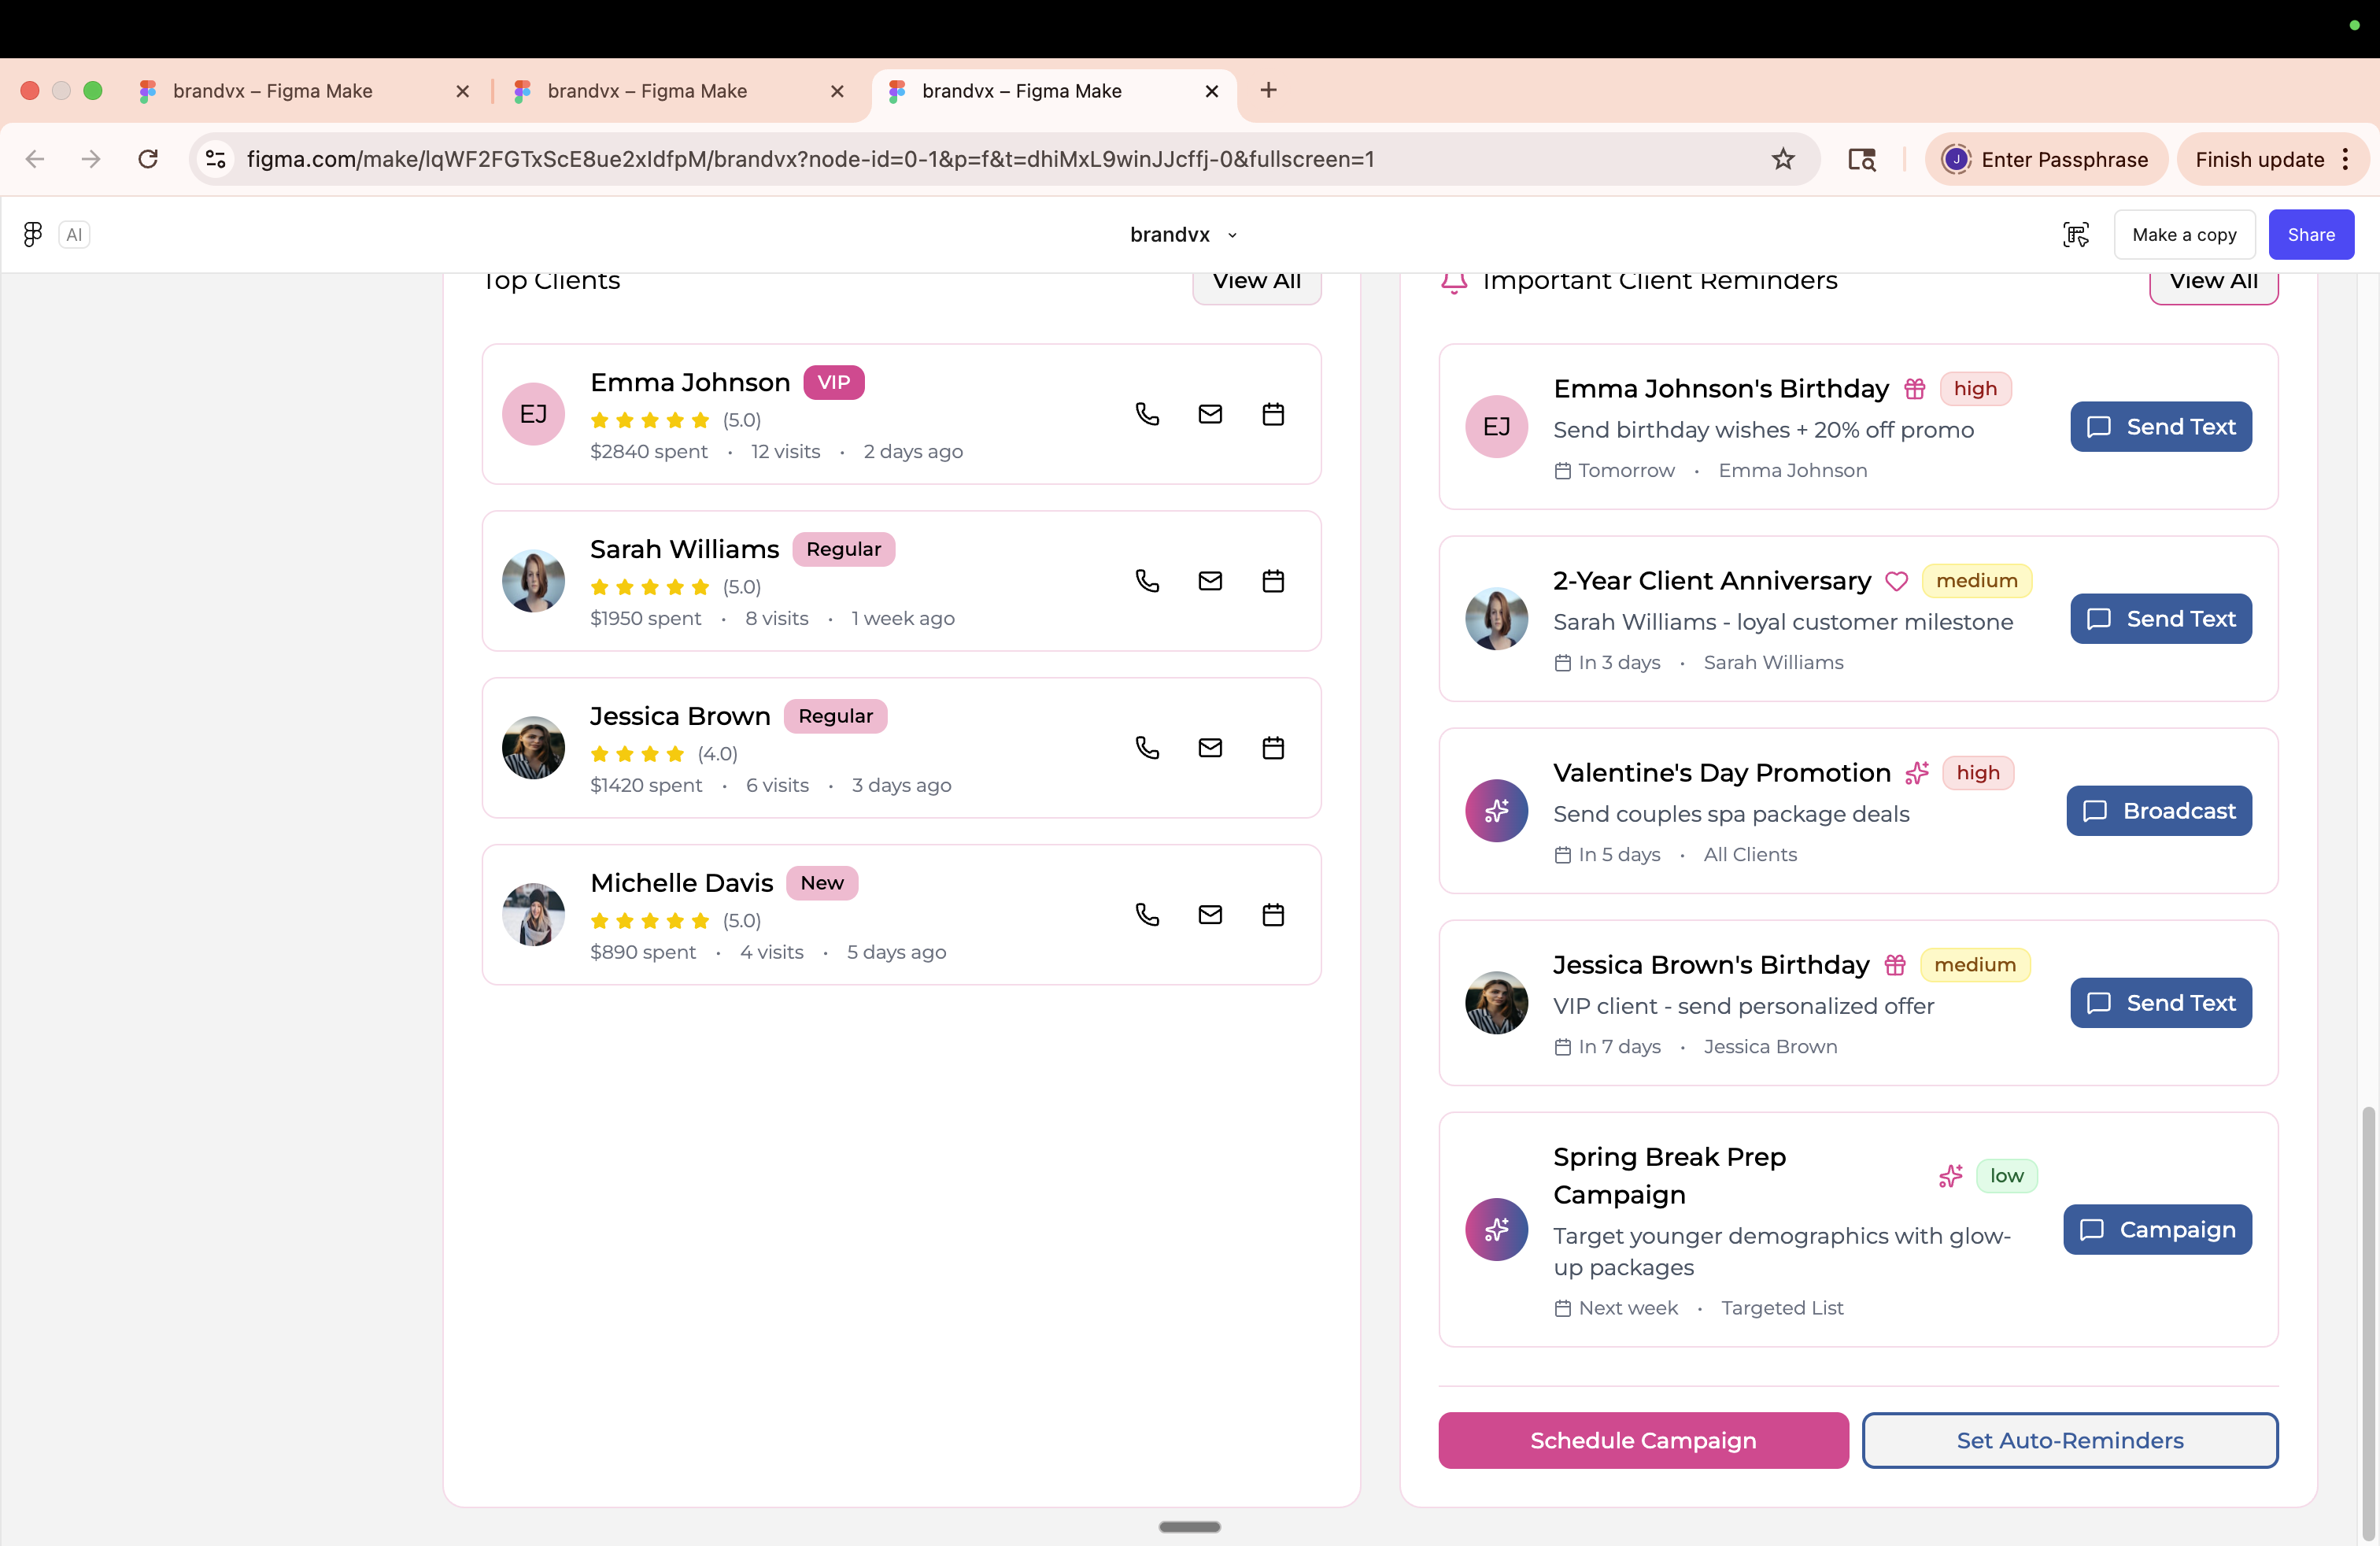 brandvx – Figma Make
brandvx – Figma Make
brandvx – Figma Make
figma.com/make/lqWF2FGTxScE8ue2xIdfpM/brandvx?node-id=0-1&p=f&t=dhiMxL9winJJcffj-0&fullscreen=1
J
Enter Passphrase
Finish update
AI
brandvx
Make a copy
Share
Top Clients
View All
EJ
Emma Johnson
VIP
(5.0)
$2840 spent • 12 visits • 2 days ago
Sarah Williams
Regular
(5.0)
$1950 spent • 8 visits • 1 week ago
Jessica Brown
Regular
(4.0)
$1420 spent • 6 visits • 3 days ago
Michelle Davis
New
(5.0)
$890 spent • 4 visits • 5 days ago
Important Client Reminders
View All
EJ
Emma Johnson's Birthday
high
Send birthday wishes + 20% off promo
Tomorrow • Emma Johnson
Send Text
2-Year Client Anniversary
medium
Sarah Williams - loyal customer milestone
In 3 days • Sarah Williams
Send Text
Valentine's Day Promotion
high
Send couples spa package deals
In 5 days • All Clients
Broadcast
Jessica Brown's Birthday
medium
VIP client - send personalized offer
In 7 days • Jessica Brown
Send Text
Spring Break Prep
Campaign
low
Target younger demographics with glow-
up packages
Next week • Targeted List
Campaign
Schedule Campaign
Set Auto-Reminders